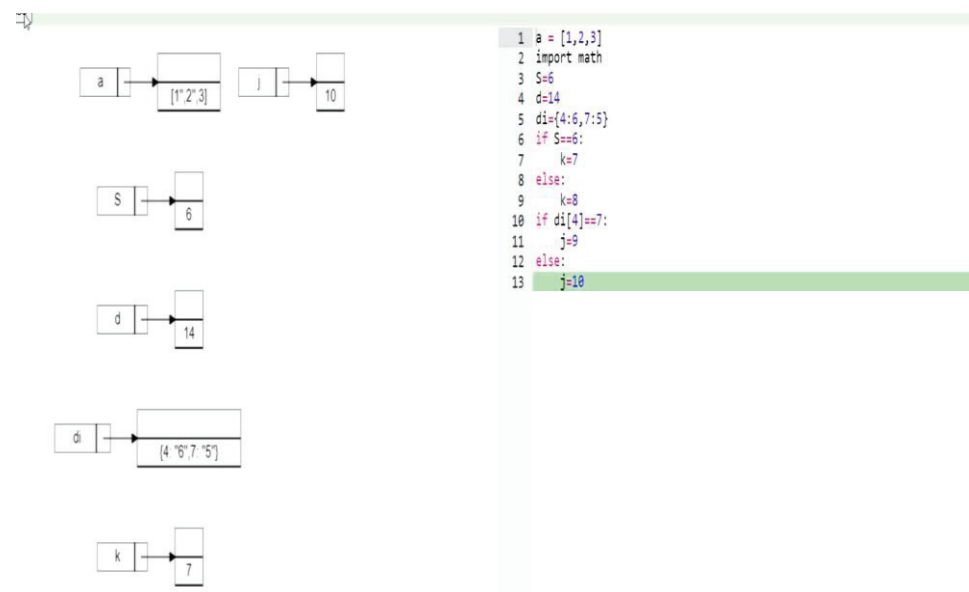 a
[1",2",3]
j
10
S
6
d
14
di
{4: "6",7: "5"}
k
7
1 a = [1,2,3]
2 import math
3 S=6
4 d=14
5 di={4:6,7:5}
6 if S==6:
7 k=7
8 else:
9 k=8
10 if di[4]==7:
11 j=9
12 else:
13 j=10